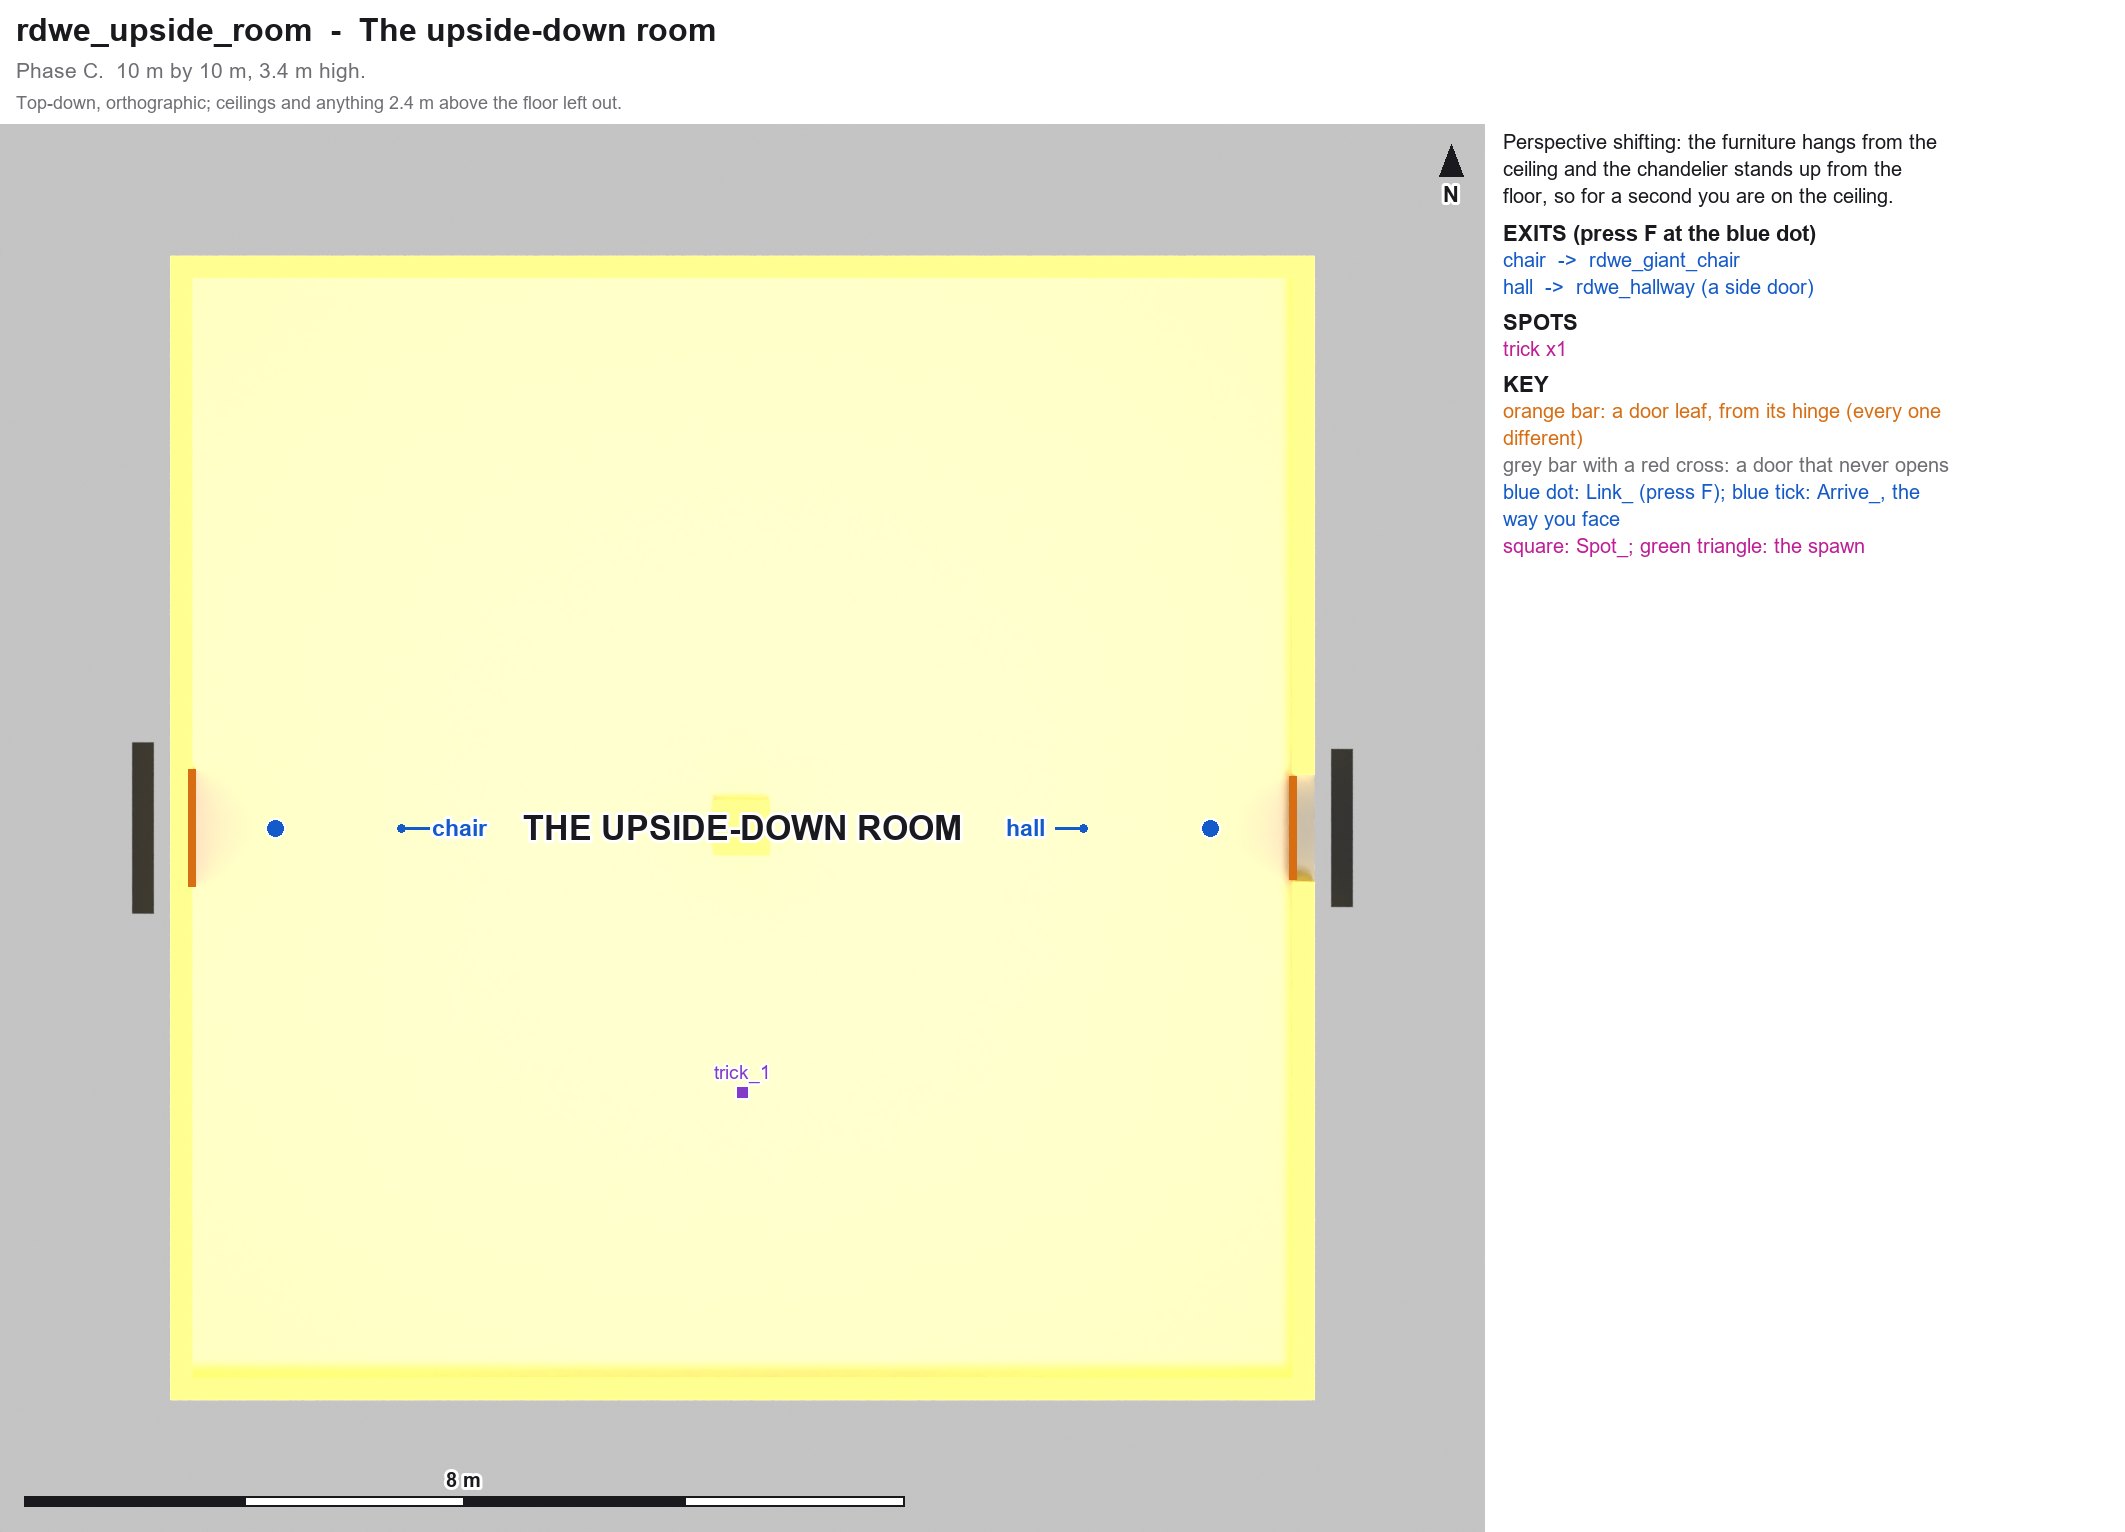 rdwe_upside_room  -  The upside-down room
Phase C.  10 m by 10 m, 3.4 m high.
Top-down, orthographic; ceilings and anything 2.4 m above the floor left out.
N
Perspective shifting: the furniture hangs from the
ceiling and the chandelier stands up from the
floor, so for a second you are on the ceiling.
EXITS (press F at the blue dot)
chair  ->  rdwe_giant_chair
hall  ->  rdwe_hallway (a side door)
SPOTS
trick x1
KEY
orange bar: a door leaf, from its hinge (every one
different)
grey bar with a red cross: a door that never opens
blue dot: Link_ (press F); blue tick: Arrive_, the
way you face
square: Spot_; green triangle: the spawn
chair
THE UPSIDE-DOWN ROOM
hall
trick_1
8 m